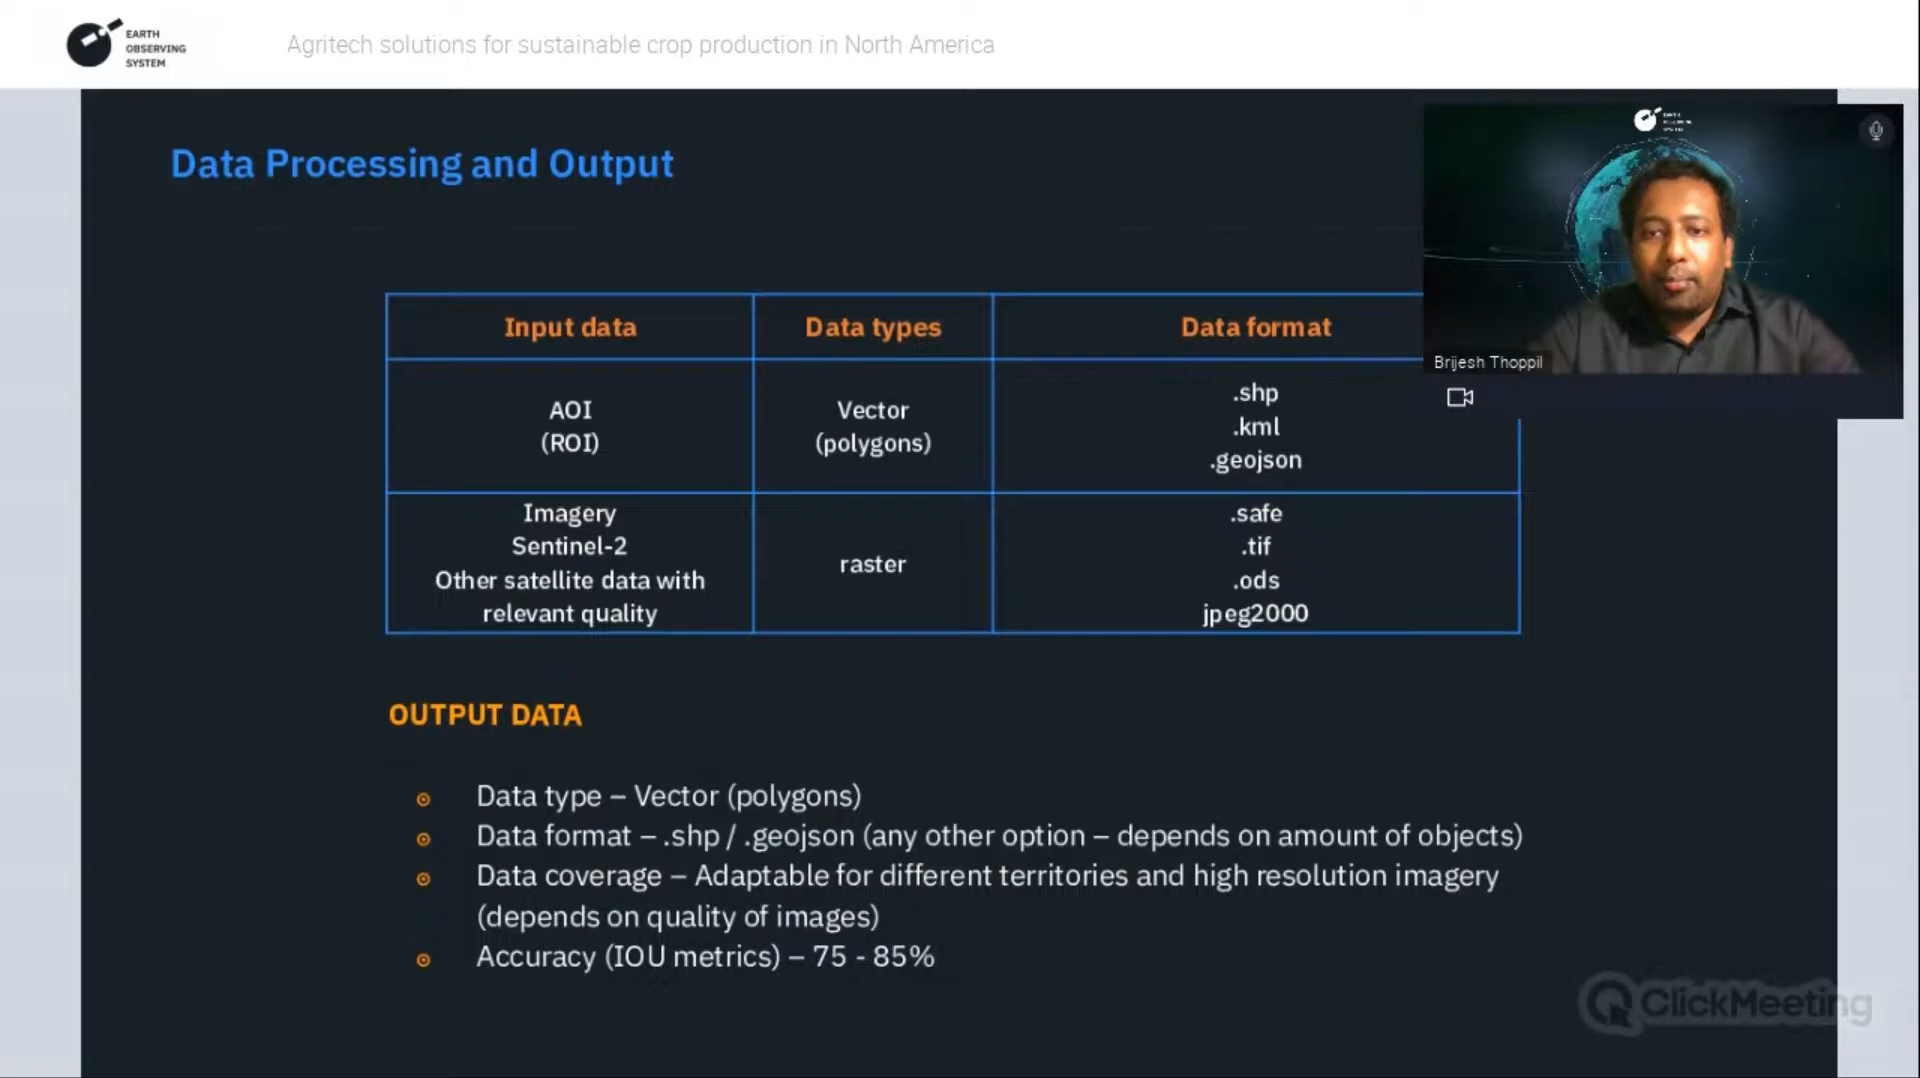 EARTH
OBSERVING
SYSTEM
Agritech solutions for sustainable crop production in North America
Data Processing and Output
Brijesh Thoppil
Input data
Data types
Data format
AOI
(ROI)
Vector
(polygons)
.shp
.kml
.geojson
Imagery
Sentinel-2
Other satellite data with
relevant quality
raster
.safe
.tif
.ods
jpeg2000
OUTPUT DATA
Data type – Vector (polygons)
Data format – .shp / .geojson (any other option – depends on amount of objects)
Data coverage – Adaptable for different territories and high resolution imagery
(depends on quality of images)
Accuracy (IOU metrics) – 75 - 85%
ClickMeeting